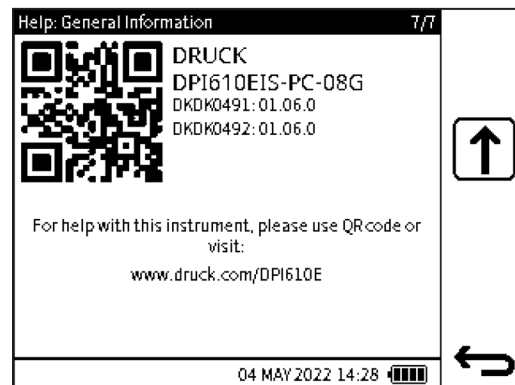 Help: General Information 7/7
DRUCK
DPI610EIS-PC-08G
DKDK0491: 01.06.0
DKDK0492: 01.06.0
For help with this instrument, please use QR code or
visit:
www.druck.com/DPI610E
04 MAY 2022 14:28